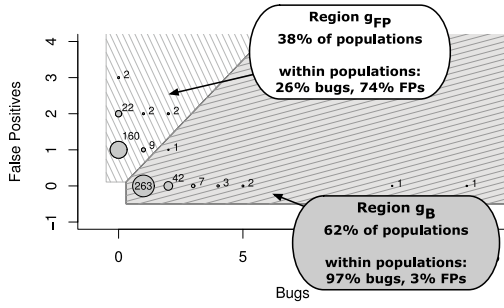 Region gFP
38% of populations
within populations:
26% bugs, 74% FPs
False Positives
4
3
2
1
0
−1
2
22
2
2
160
9
1
263
42
7
3
2
1
1
Region gB
62% of populations
within populations:
97% bugs, 3% FPs
0
5
Bugs